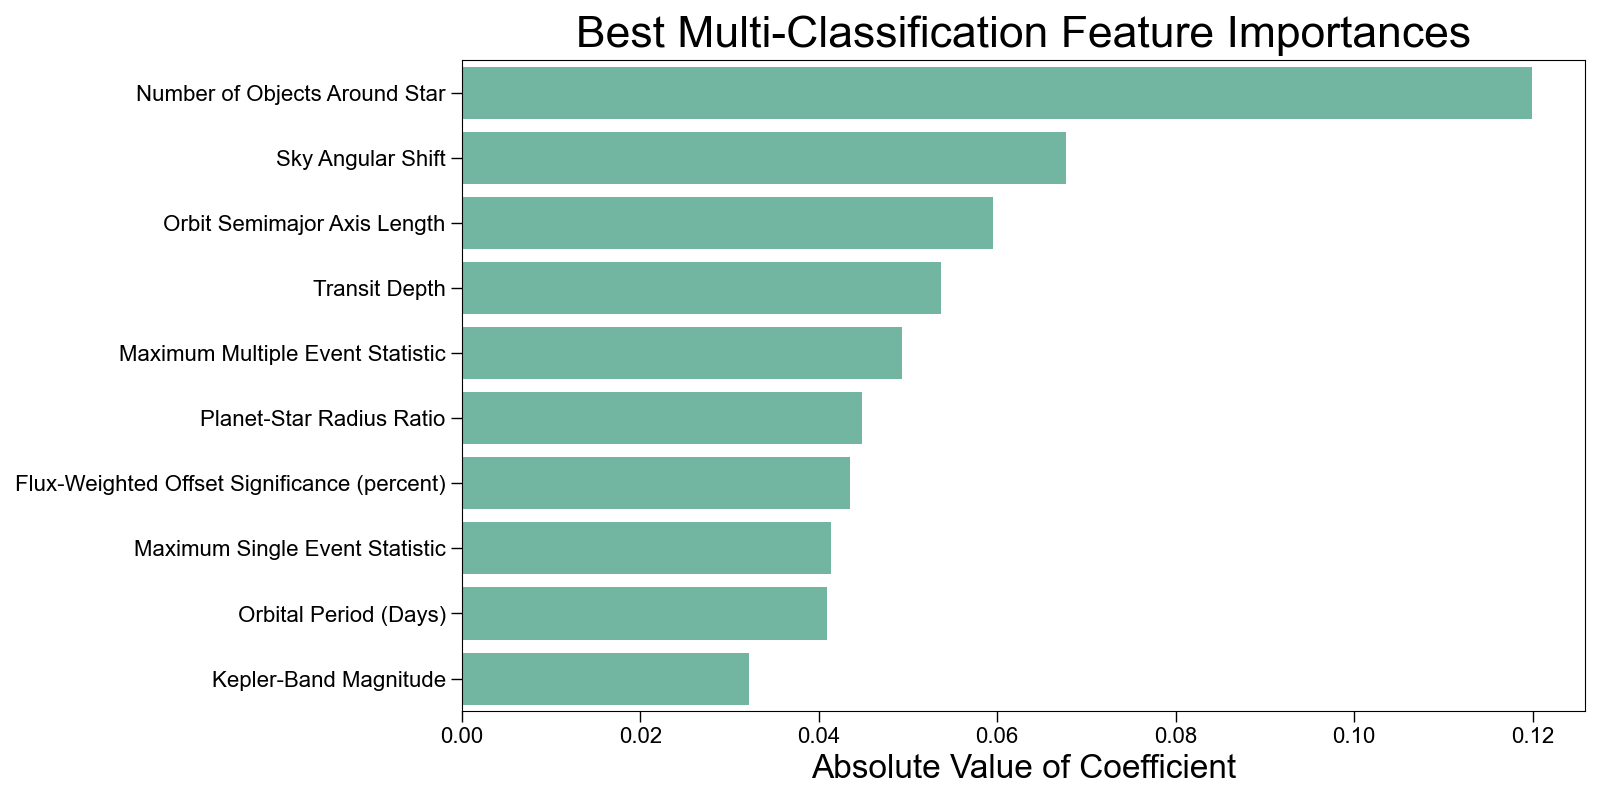 Best Multi-Classification Feature Importances
Number of Objects Around Star
Sky Angular Shift
Orbit Semimajor Axis Length
Transit Depth
Maximum Multiple Event Statistic
Planet-Star Radius Ratio
Flux-Weighted Offset Significance (percent)
Maximum Single Event Statistic
Orbital Period (Days)
Kepler-Band Magnitude
0.00 0.02 0.04 0.06 0.08 0.10 0.12
Absolute Value of Coefficient